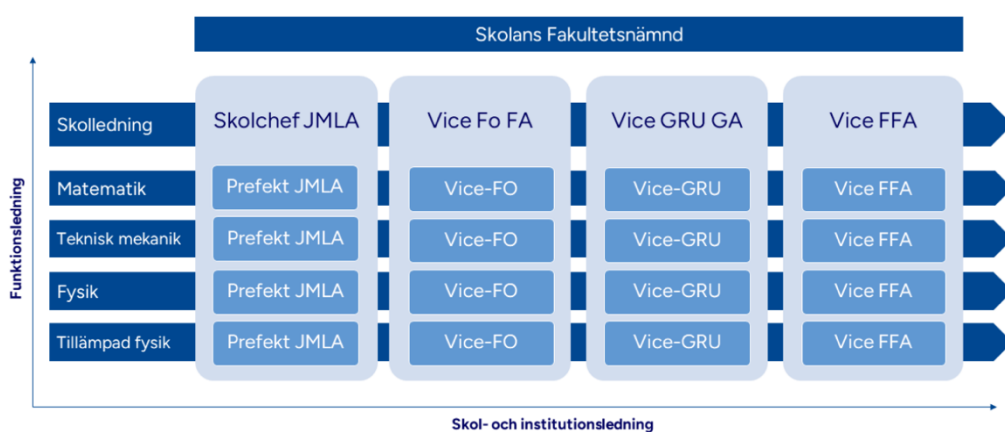 Skolans Fakultetsnämnd
Skolledning
Skolchef JMLA
Vice Fo FA
Vice GRU GA
Vice FFA
Matematik
Prefekt JMLA
Vice-FO
Vice-GRU
Vice FFA
Teknisk mekanik
Prefekt JMLA
Vice-FO
Vice-GRU
Vice FFA
Fysik
Prefekt JMLA
Vice-FO
Vice-GRU
Vice FFA
Tillämpad fysik
Prefekt JMLA
Vice-FO
Vice-GRU
Vice FFA
Funktionsledning
Skol- och institutionsledning